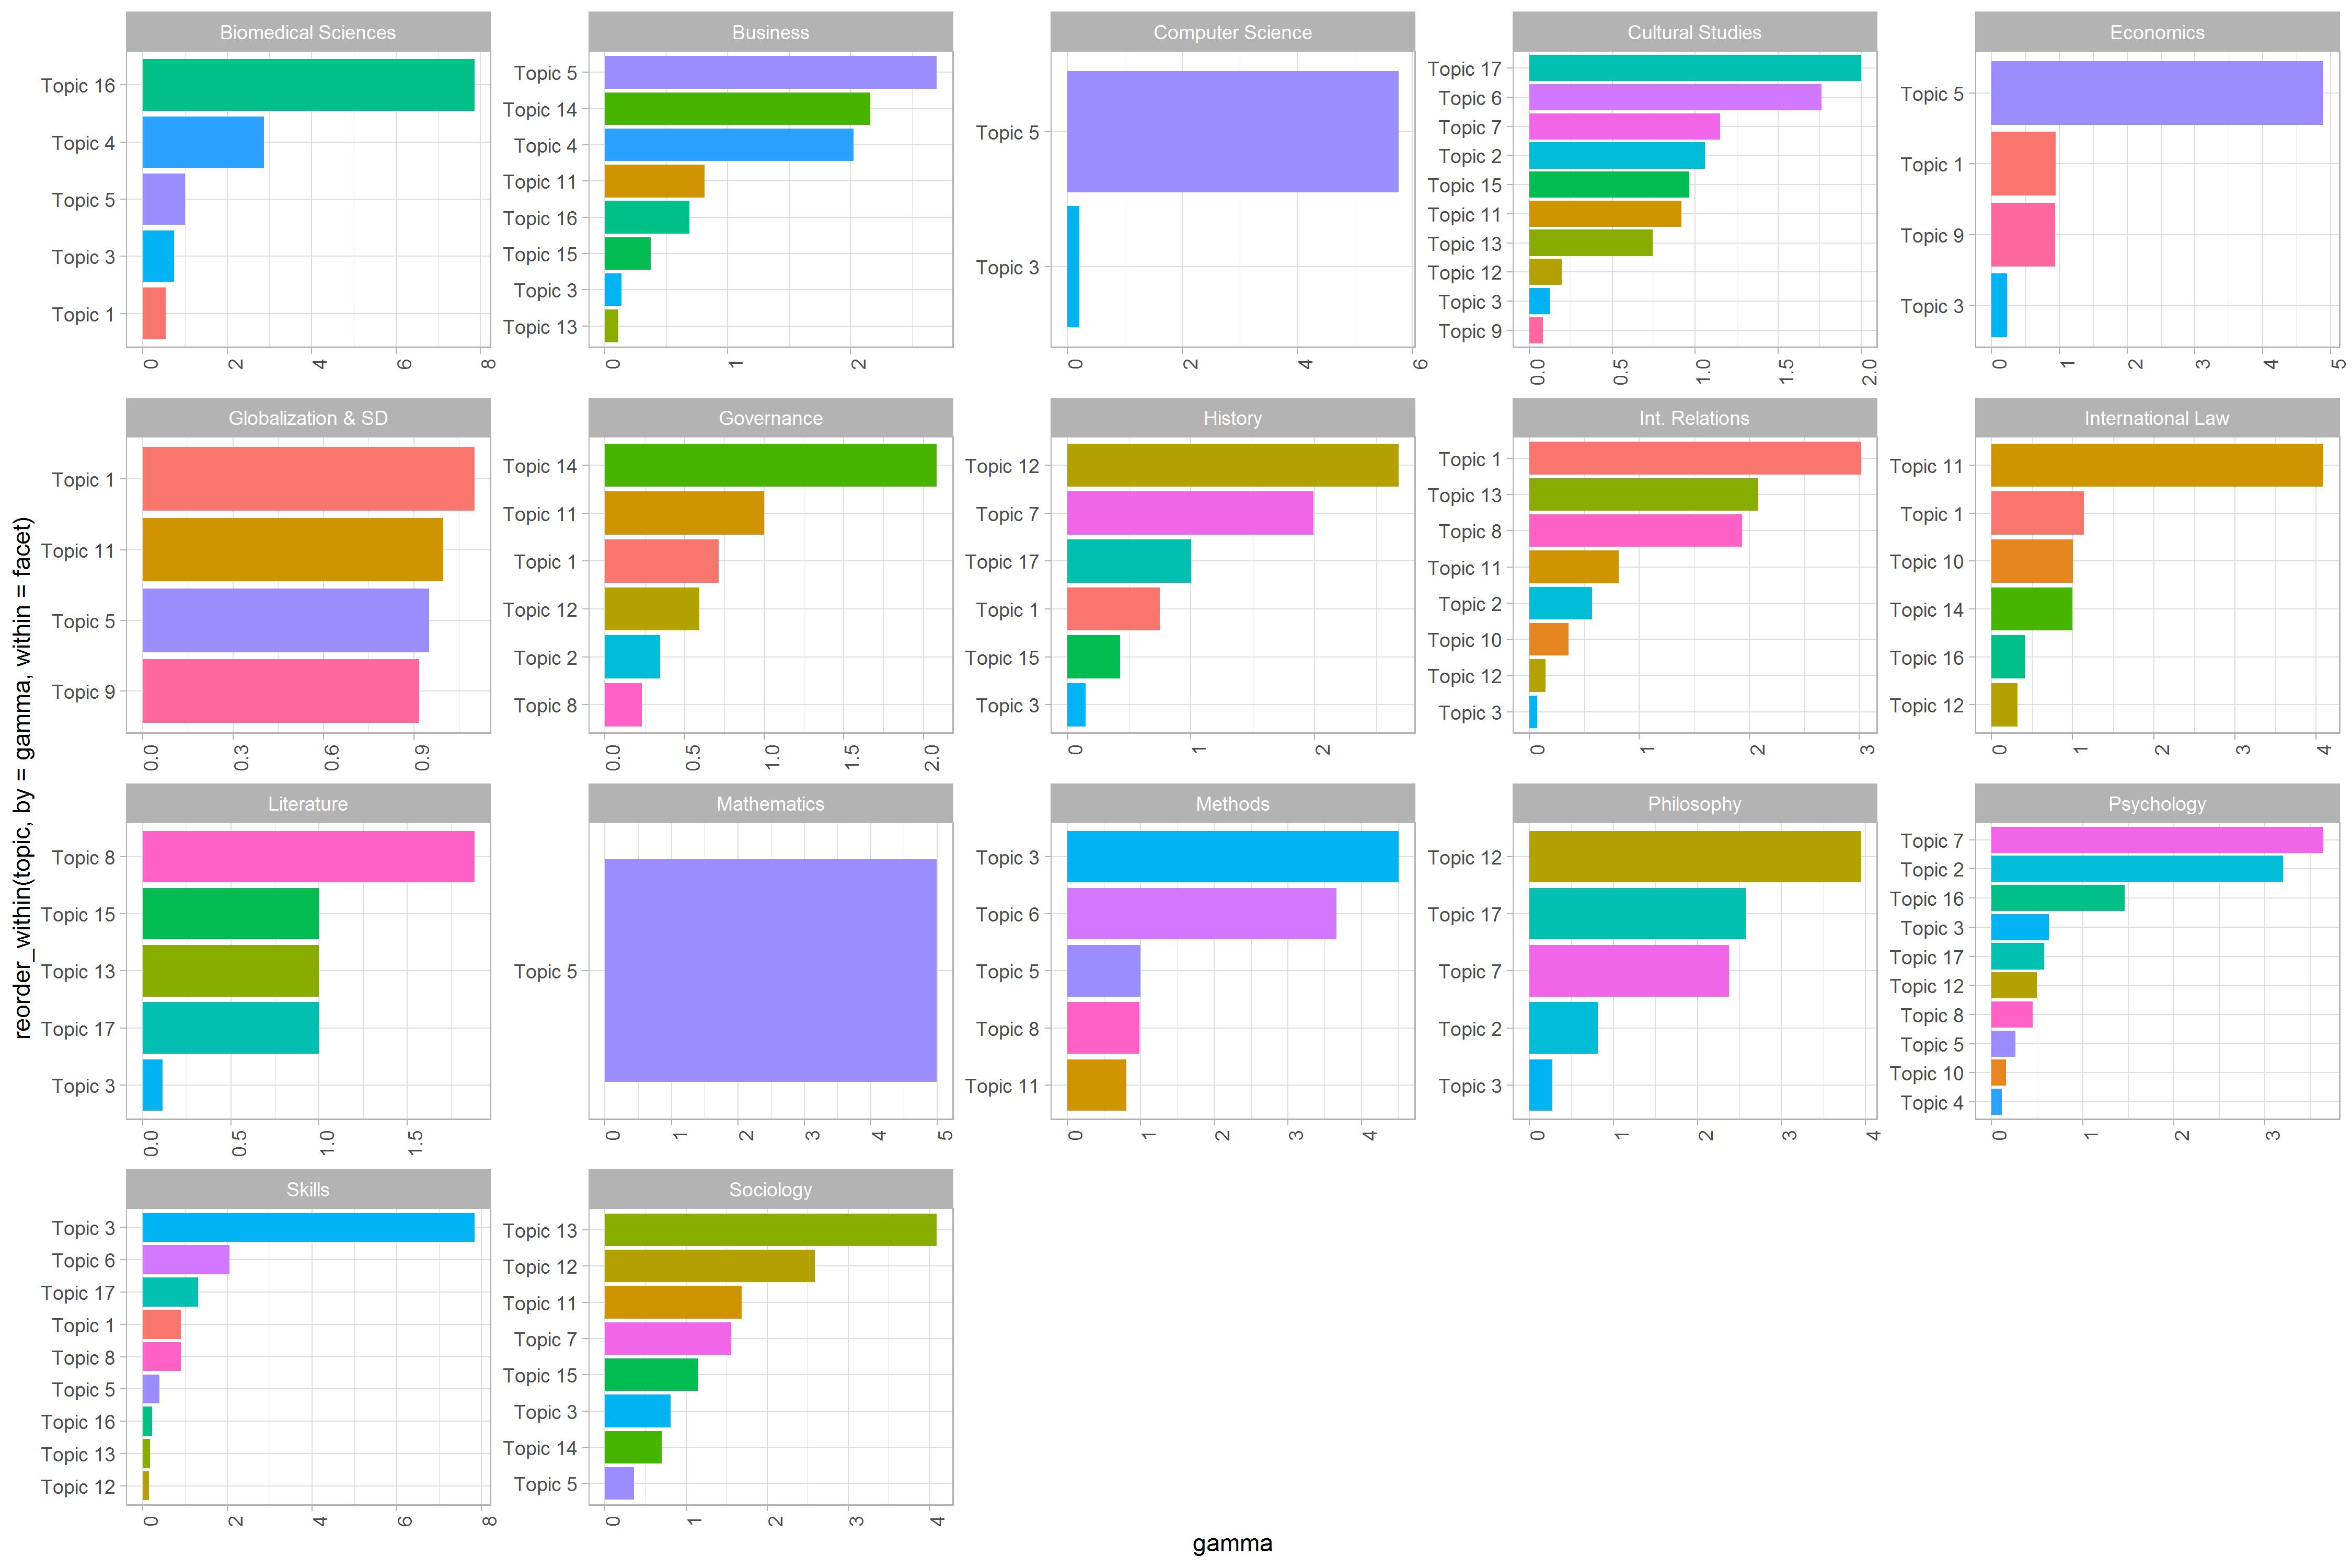 Biomedical Sciences
Topic 16
Topic 4
Topic 5
Topic 3
Topic 1
0 2 4 6 8
Business
Topic 5
Topic 14
Topic 4
Topic 11
Topic 16
Topic 15
Topic 3
Topic 13
0 1 2
Computer Science
Topic 5
Topic 3
0 2 4 6
Cultural Studies
Topic 17
Topic 6
Topic 7
Topic 2
Topic 15
Topic 11
Topic 13
Topic 12
Topic 3
Topic 9
0.0 0.5 1.0 1.5 2.0
Economics
Topic 5
Topic 1
Topic 9
Topic 3
0 1 2 3 4 5
reorder_within(topic, by = gamma, within = facet)
Globalization & SD
Topic 1
Topic 11
Topic 5
Topic 9
0.0 0.3 0.6 0.9
Governance
Topic 14
Topic 11
Topic 1
Topic 12
Topic 2
Topic 8
0.0 0.5 1.0 1.5 2.0
History
Topic 12
Topic 7
Topic 17
Topic 1
Topic 15
Topic 3
0 1 2
Int. Relations
Topic 1
Topic 13
Topic 8
Topic 11
Topic 2
Topic 10
Topic 12
Topic 3
0 1 2 3
International Law
Topic 11
Topic 1
Topic 10
Topic 14
Topic 16
Topic 12
0 1 2 3 4
Literature
Topic 8
Topic 15
Topic 13
Topic 17
Topic 3
0.0 0.5 1.0 1.5
Mathematics
Topic 5
0 1 2 3 4 5
Methods
Topic 3
Topic 6
Topic 5
Topic 8
Topic 11
0 1 2 3 4
Philosophy
Topic 12
Topic 17
Topic 7
Topic 2
Topic 3
0 1 2 3 4
Psychology
Topic 7
Topic 2
Topic 16
Topic 3
Topic 17
Topic 12
Topic 8
Topic 5
Topic 10
Topic 4
0 1 2 3
Skills
Topic 3
Topic 6
Topic 17
Topic 1
Topic 8
Topic 5
Topic 16
Topic 13
Topic 12
0 2 4 6 8
Sociology
Topic 13
Topic 12
Topic 11
Topic 7
Topic 15
Topic 3
Topic 14
Topic 5
0 1 2 3 4
gamma